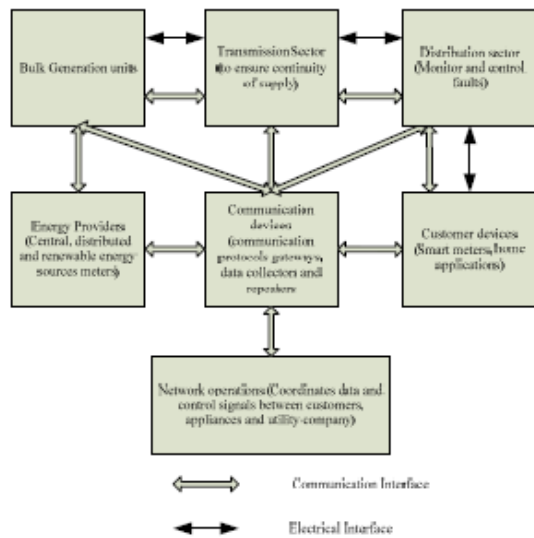 Bulk Generation units
Transmission Sector
(to ensure continuity
of supply)
Distribution sector
(Monitor and control
faults)
Energy Providers
(Central, distributed
and renewable energy
sources meters)
Communication
devices
(communication
protocols gateways,
data collectors and
repeaters
Customer devices
(Smart meters, home
applications)
Network operations (Coordinates data and
control signals between customers,
appliances and utility-company)
Communication Interface
Electrical Interface